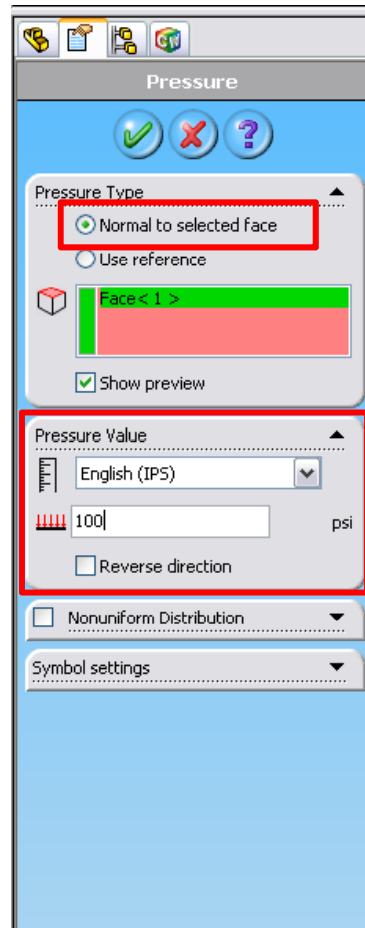 Pressure
?
Pressure Type
Normal to selected face
Use reference
Face< 1 >
Show preview
Pressure Value
English (IPS)
100 psi
Reverse direction
Nonuniform Distribution
Symbol settings